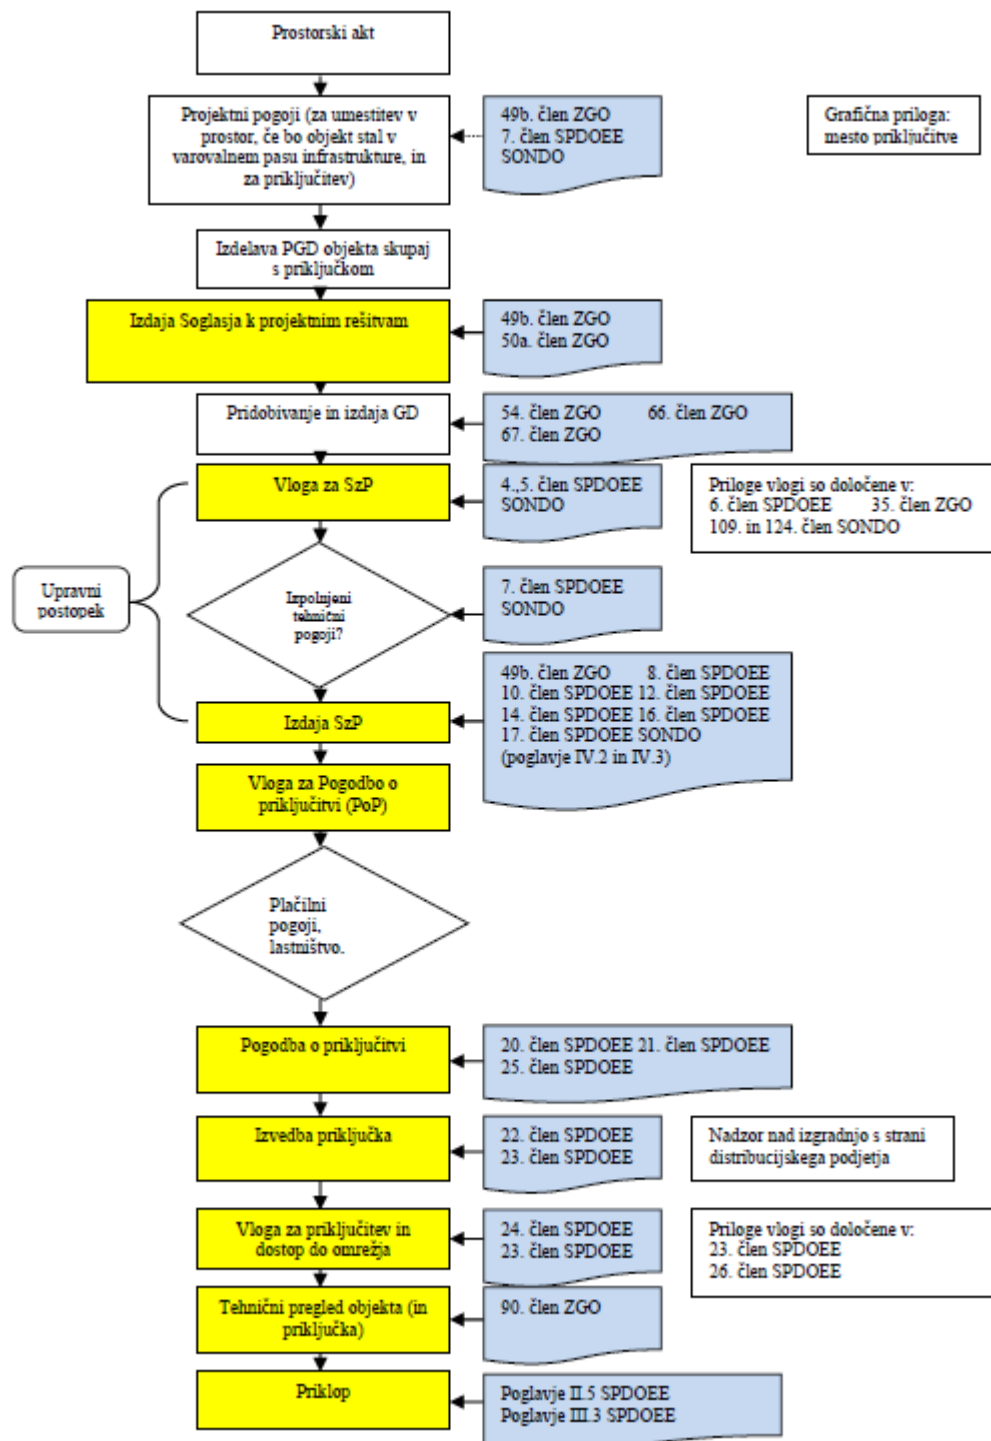 Prostorski akt
Projektni pogoji (za umestitev v
prostor, če bo objekt stal v
varovalnem pasu infrastrukture, in
za priključitev)
49b. člen ZGO
7. člen SPDOEE
SONDO
Grafična priloga:
mesto priključitve
Izdelava PGD objekta skupaj
s priključkom
Izdaja Soglasja k projektnim rešitvam
49b. člen ZGO
50a. člen ZGO
Pridobivanje in izdaja GD
54. člen ZGO 66. člen ZGO
67. člen ZGO
Vloga za SzP
4.,5. člen SPDOEE
SONDO
Priloge vlogi so določene v:
6. člen SPDOEE 35. člen ZGO
109. in 124. člen SONDO
Upravni
postopek
Izpolnjeni
tehnični
pogoji?
7. člen SPDOEE
SONDO
Izdaja SzP
49b. člen ZGO 8. člen SPDOEE
10. člen SPDOEE 12. člen SPDOEE
14. člen SPDOEE 16. člen SPDOEE
17. člen SPDOEE SONDO
(poglavje IV.2 in IV.3)
Vloga za Pogodbo o
priključitvi (PoP)
Plačilni
pogoji,
lastništvo.
Pogodba o priključitvi
20. člen SPDOEE 21. člen SPDOEE
25. člen SPDOEE
Izvedba priključka
22. člen SPDOEE
23. člen SPDOEE
Nadzor nad izgradnjo s strani
distribucijskega podjetja
Vloga za priključitev in
dostop do omrežja
24. člen SPDOEE
23. člen SPDOEE
Priloge vlogi so določene v:
23. člen SPDOEE
26. člen SPDOEE
Tehnični pregled objekta (in
priključka)
90. člen ZGO
Priklop
Poglavje II.5 SPDOEE
Poglavje III.3 SPDOEE